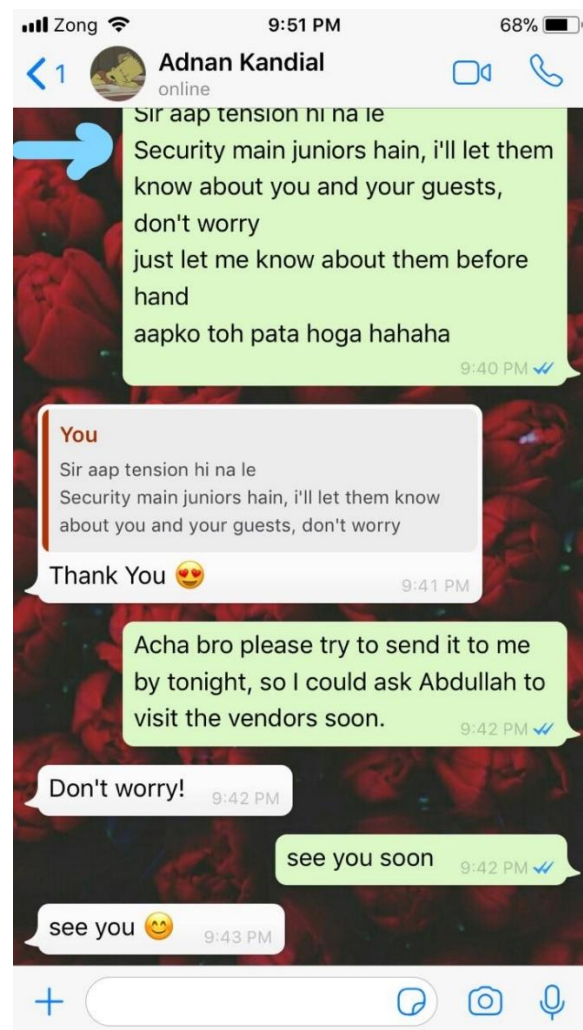 Zong 9:51 PM 68%
1 Adnan Kandial
online
Sir aap tension hi na le
Security main juniors hain, i'll let them
know about you and your guests,
don't worry
just let me know about them before
hand
aapko toh pata hoga hahaha
9:40 PM
You
Sir aap tension hi na le
Security main juniors hain, i'll let them know
about you and your guests, don't worry
Thank You 😍
9:41 PM
Acha bro please try to send it to me
by tonight, so I could ask Abdullah to
visit the vendors soon.
9:42 PM
Don't worry! 9:42 PM
see you soon 9:42 PM
see you 😊 9:43 PM